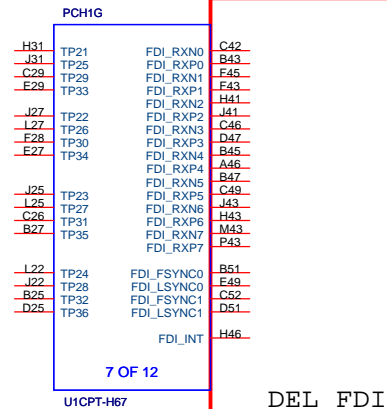 PCH1G
H31 TP21 FDI_RXN0 C42
J31 TP25 FDI_RXP0 B43
C29 TP29 FDI_RXN1 F45
E29 TP33 FDI_RXP1 F43
FDI_RXN2 H41
J27 TP22 FDI_RXP2 J41
L27 TP26 FDI_RXN3 C46
F28 TP30 FDI_RXP3 D47
E27 TP34 FDI_RXN4 B45
FDI_RXP4 A46
FDI_RXN5 B47
J25 TP23 FDI_RXP5 C49
L25 TP27 FDI_RXN6 J43
C26 TP31 FDI_RXP6 H43
B27 TP35 FDI_RXN7 M43
FDI_RXP7 P43
L22 TP24 FDI_FSYNC0 B51
J22 TP28 FDI_LSYNC0 E49
B25 TP32 FDI_FSYNC1 C52
D25 TP36 FDI_LSYNC1 D51
FDI_INT H46
7 OF 12
U1CPT-H67
DEL FDI